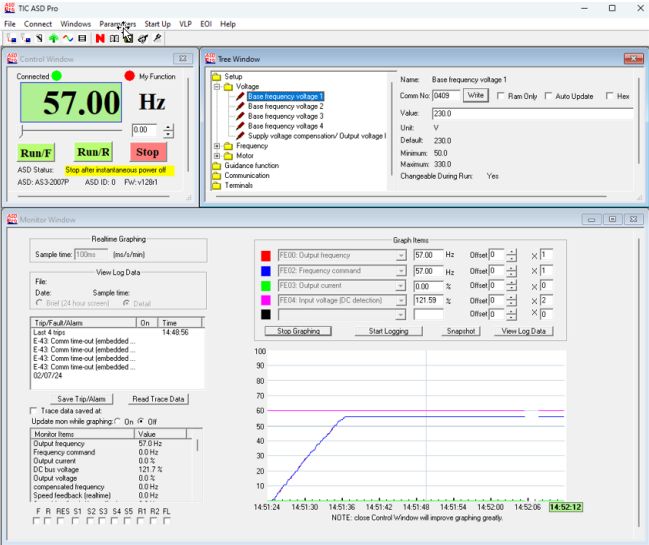 TIC ASD Pro
File Connect Windows Parameters Start Up VLP EOI Help
Control Window
Connected My Function
57.00 Hz
0.00
Run/F Run/R Stop
ASD Status: Stop after instantaneous power off
ASD: AS3-2007P ASD ID: 0 FW: v128r1
Tree Window
Setup
Voltage
Base frequency voltage 1
Base frequency voltage 2
Base frequency voltage 3
Base frequency voltage 4
Supply voltage compensation/ Output voltage l
Frequency
Motor
Guidance function
Communication
Terminals
Name: Base frequency voltage 1
Comm No: 0409 Write Ram Only Auto Update Hex
Value: 230.0
Unit: V
Default: 230.0
Minimum: 50.0
Maximum: 330.0
Changeable During Run: Yes
Monitor Window
Realtime Graphing
Sample time: 100ms (ms/s/min)
View Log Data
File:
Date: Sample time:
Brief (24 hour screen) Detail
Trip/Fault/Alarm On Time
Last 4 trips 14:48:56
E-43: Comm time-out (embedded ...
E-43: Comm time-out (embedded ...
E-43: Comm time-out (embedded ...
E-43: Comm time-out (embedded ...
02/07/24
Save Trip/Alarm Read Trace Data
Trace data saved at:
Update mon while graphing: On Off
Monitor Items Value
Output frequency 57.0 Hz
Frequency command 0.0 Hz
Output current 0.0 %
DC bus voltage 121.7 %
Output voltage 0.0 %
compensated frequency 0.0 Hz
Speed feedback (realtime) 0.0 Hz
F R RES S1 S2 S3 S4 S5 R1 R2 FL
Graph Items
FE00: Output frequency 57.00 Hz Offset 0 X 1
FE02: Frequency command 57.00 Hz Offset 0 X 1
FE03: Output current 0.00 % Offset 0 X 1
FE04: Input voltage (DC detection) 121.59 % Offset 0 X 2
Offset 0 X 0
Stop Graphing Start Logging Snapshot View Log Data
100
90
80
70
60
50
40
30
20
10
14:51:24 14:51:30 14:51:36 14:51:42 14:51:48 14:51:54 14:52:00 14:52:06 14:52:12
NOTE: close Control Window will improve graphing greatly.